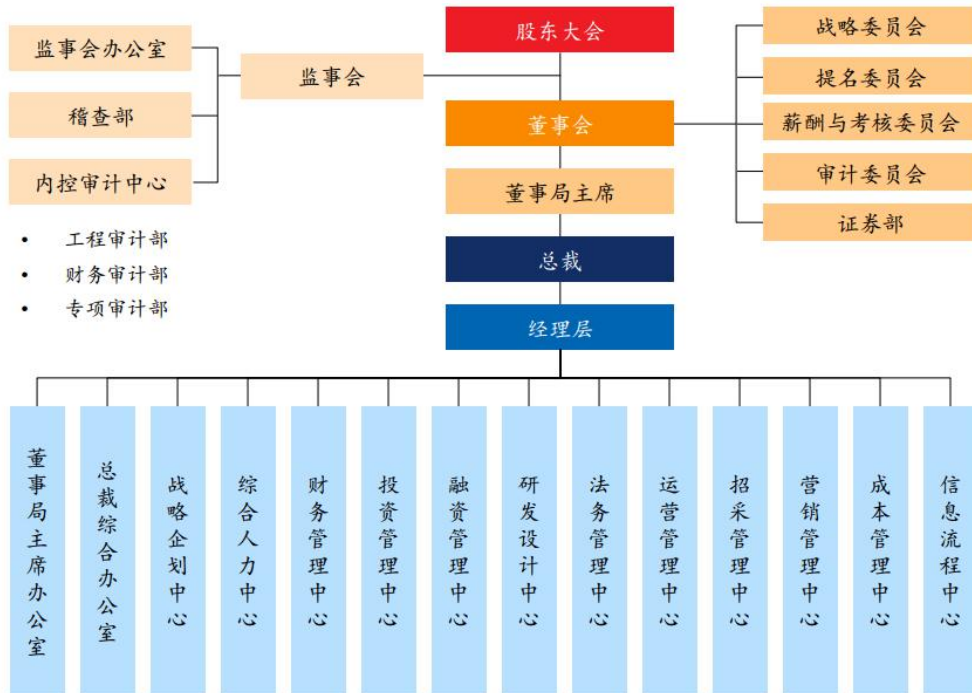 股东大会
监事会
监事会办公室
稽查部
内控审计中心
• 工程审计部
• 财务审计部
• 专项审计部
董事会
战略委员会
提名委员会
薪酬与考核委员会
审计委员会
证券部
董事局主席
总裁
经理层
董事局主席办公室
总裁综合办公室
战略企划中心
综合人力中心
财务管理中心
投资管理中心
融资管理中心
研发设计中心
法务管理中心
运营管理中心
招采管理中心
营销管理中心
成本管理中心
信息流程中心